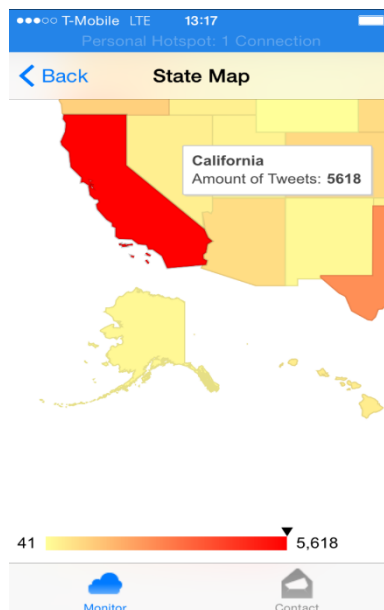 T-Mobile LTE 13:17
Personal Hotspot: 1 Connection
Back State Map
California
Amount of Tweets: 5618
41 5,618
Monitor Contact